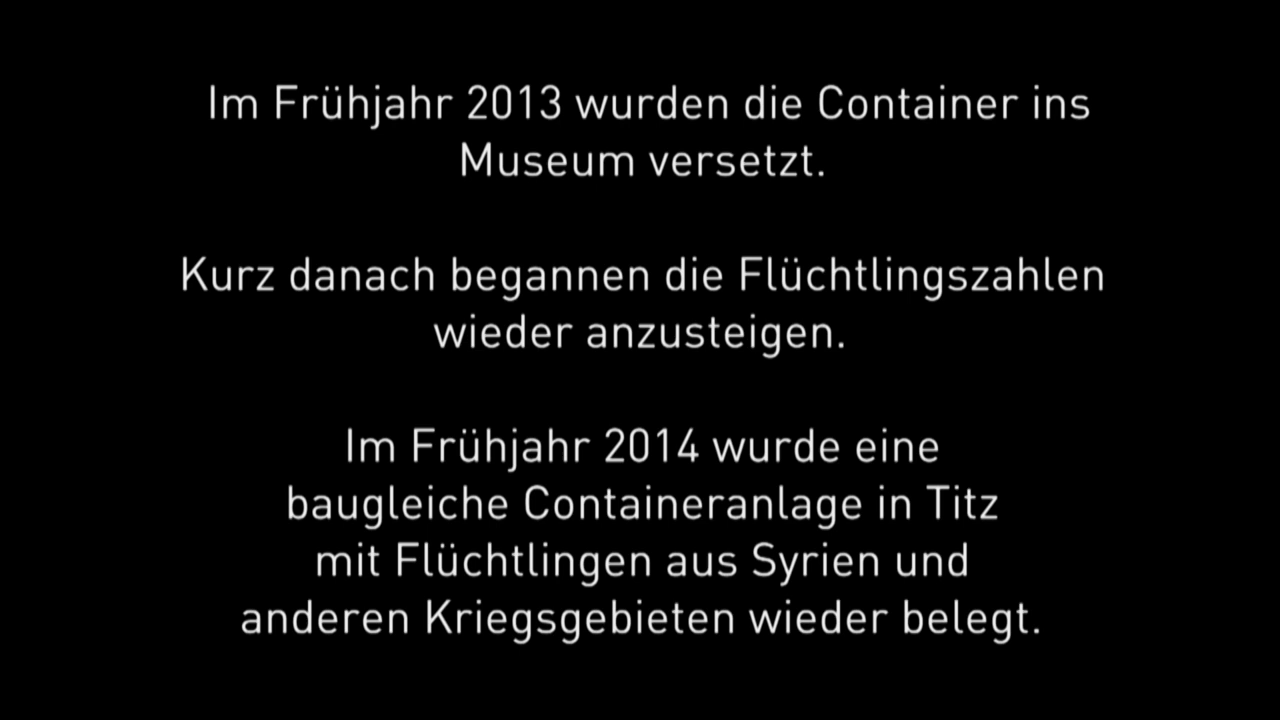 Im Frühjahr 2013 wurden die Container ins
Museum versetzt.
Kurz danach begannen die Flüchtlingszahlen
wieder anzusteigen.
Im Frühjahr 2014 wurde eine
baugleiche Containeranlage in Titz
mit Flüchtlingen aus Syrien und
anderen Kriegsgebieten wieder belegt.